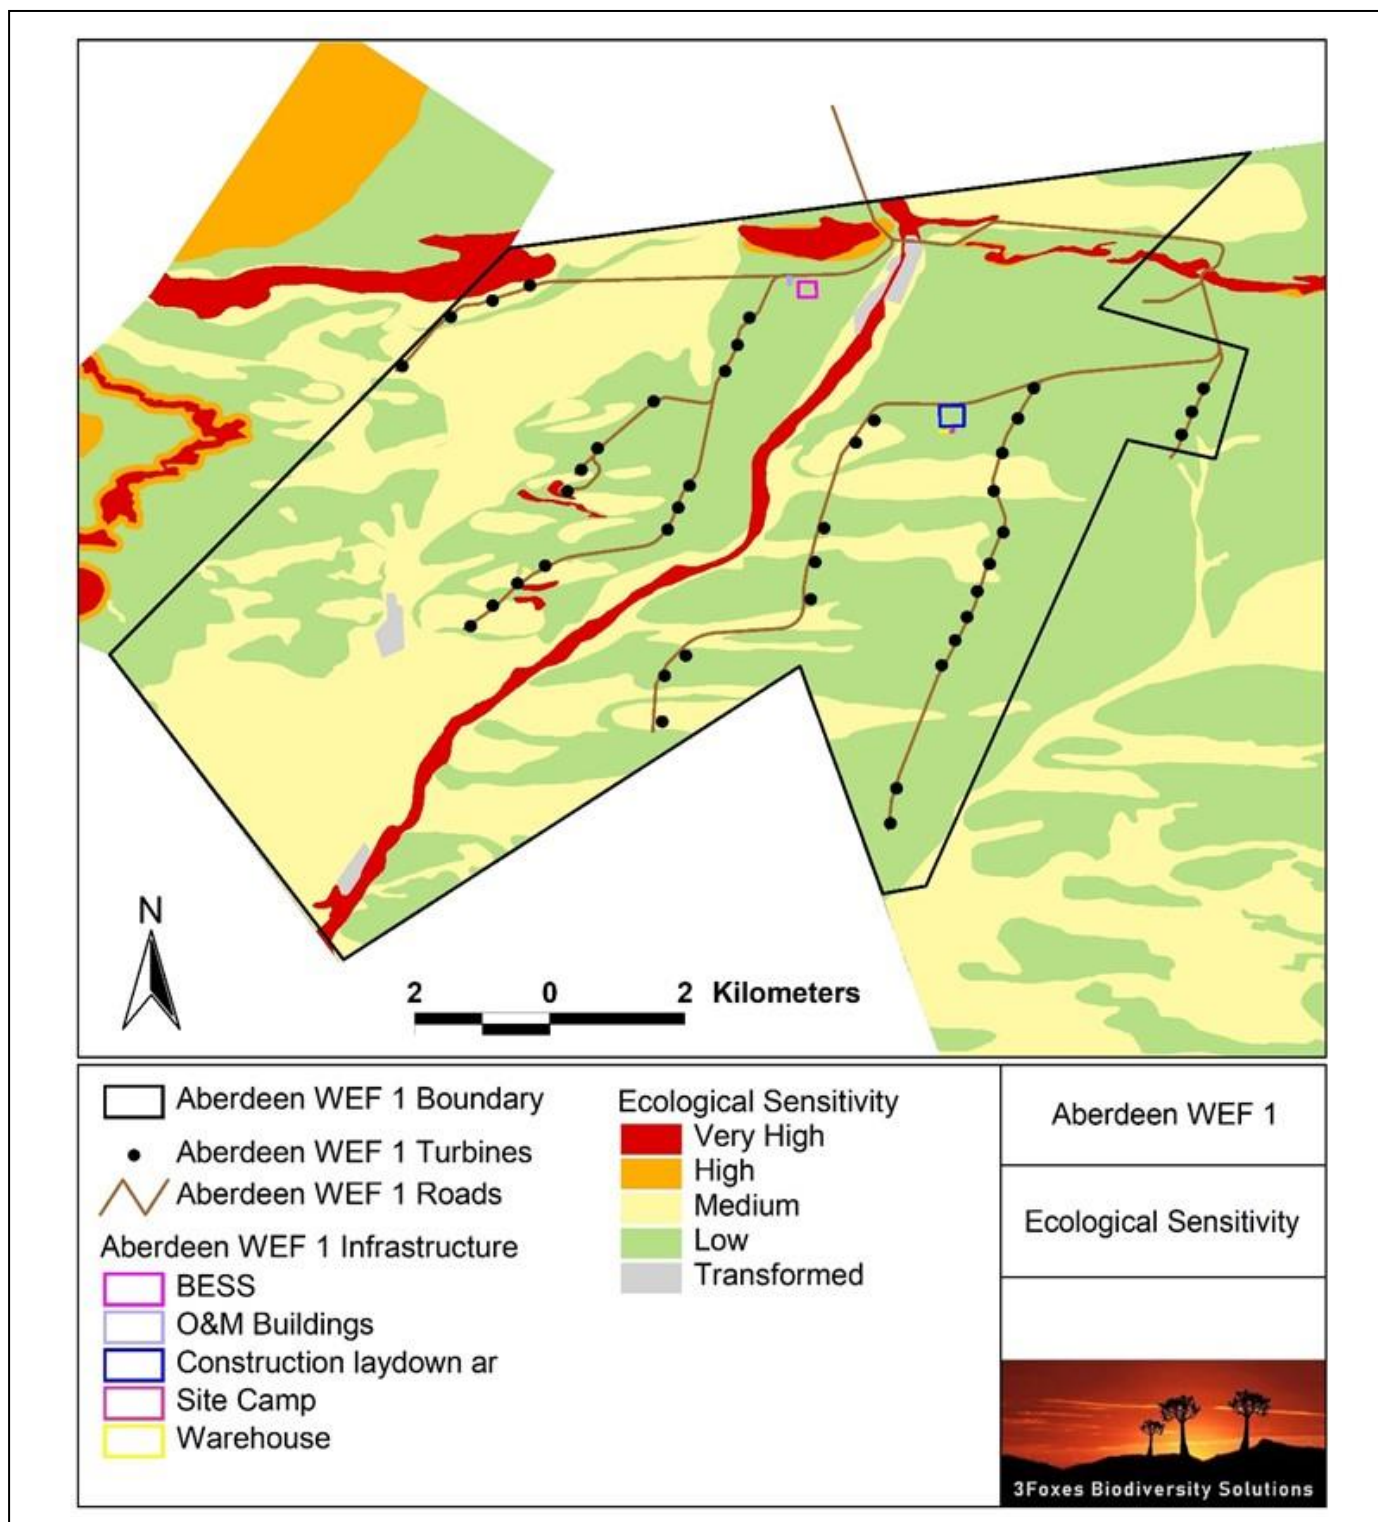 N
2 0 2 Kilometers
Aberdeen WEF 1 Boundary
Aberdeen WEF 1 Turbines
Aberdeen WEF 1 Roads
Aberdeen WEF 1 Infrastructure
BESS
O&M Buildings
Construction laydown ar
Site Camp
Warehouse
Ecological Sensitivity
Very High
High
Medium
Low
Transformed
Aberdeen WEF 1
Ecological Sensitivity
3Foxes Biodiversity Solutions